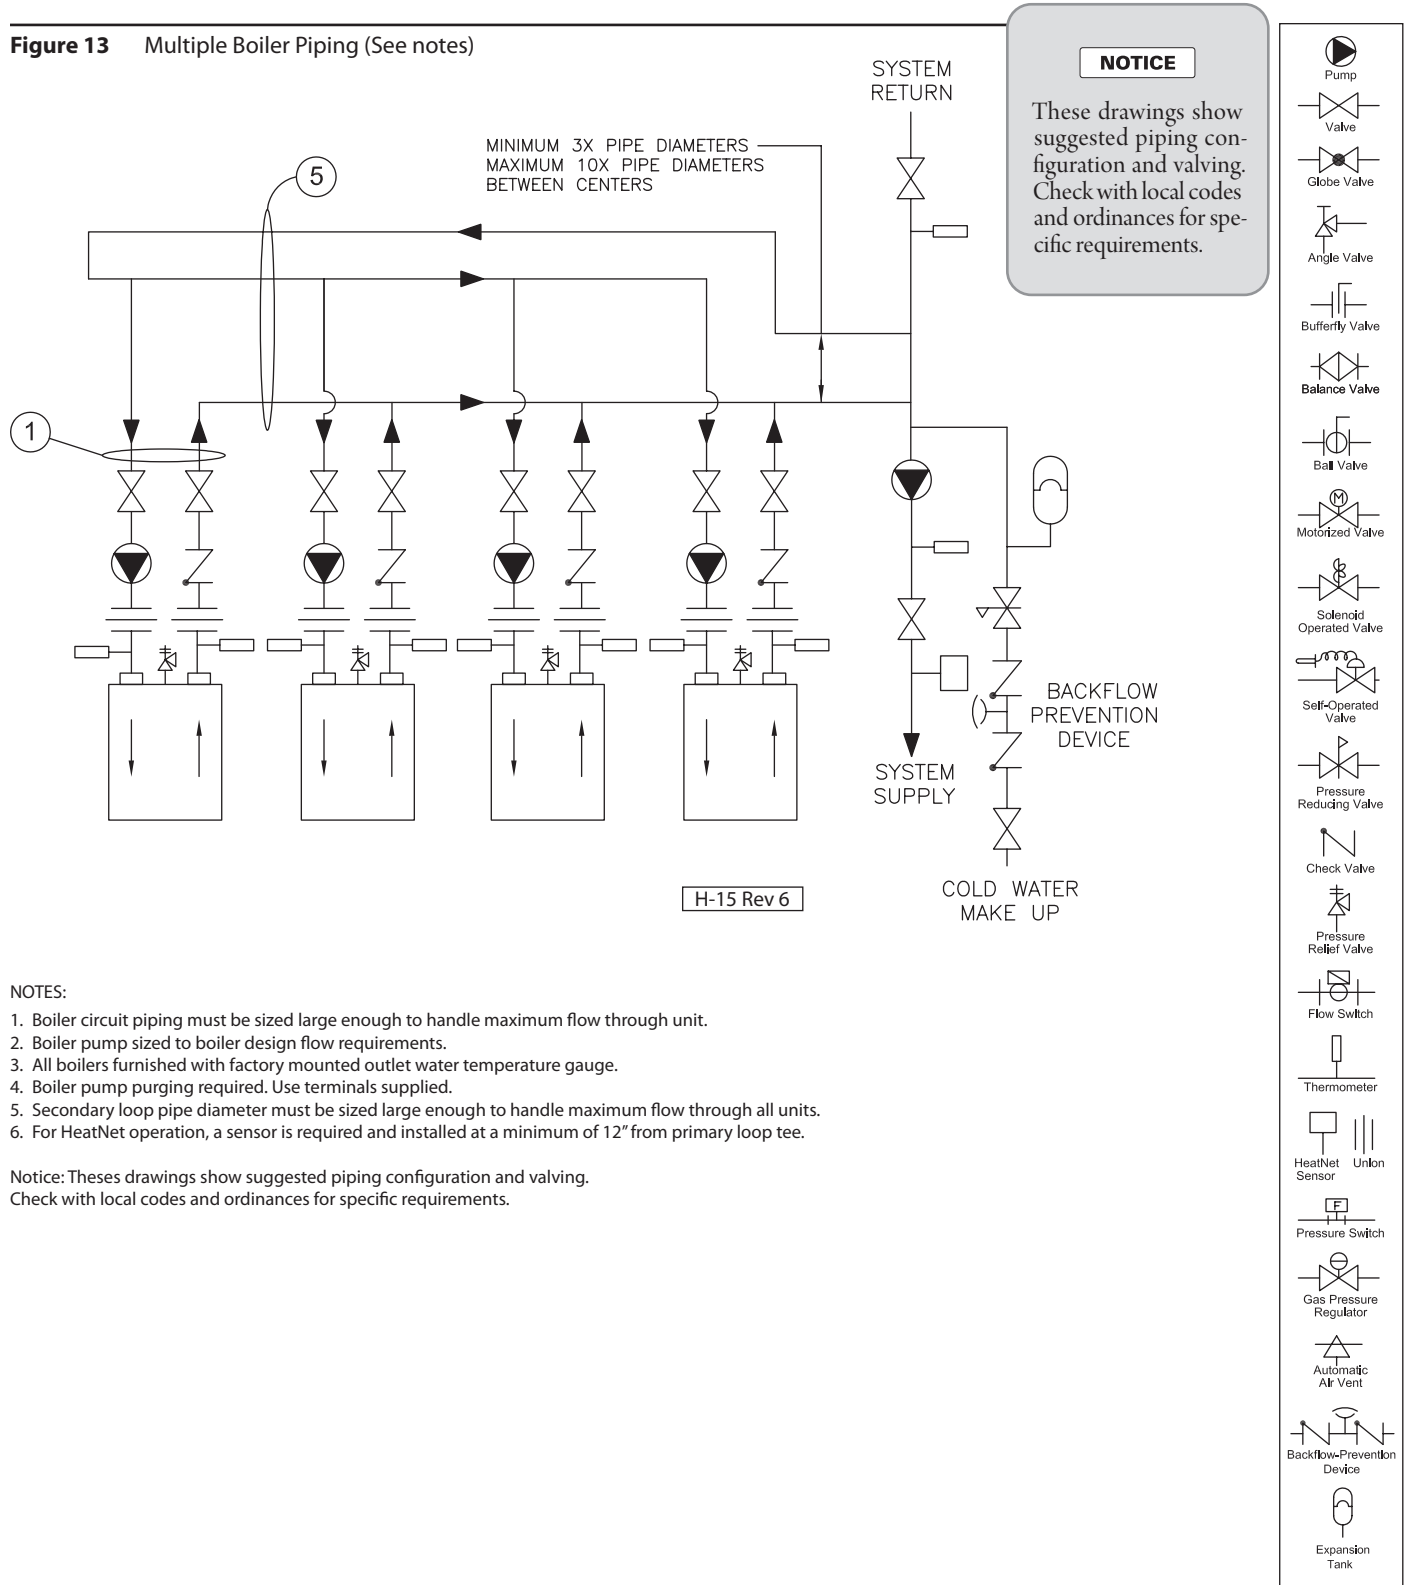 Figure 13 Multiple Boiler Piping (See notes)
SYSTEM
RETURN
MINIMUM 3X PIPE DIAMETERS
MAXIMUM 10X PIPE DIAMETERS
BETWEEN CENTERS
5
1
BACKFLOW
PREVENTION
DEVICE
SYSTEM
SUPPLY
COLD WATER
MAKE UP
H-15 Rev 6
NOTICE
These drawings show
suggested piping con-
figuration and valving.
Check with local codes
and ordinances for spe-
cific requirements.
NOTES:
1. Boiler circuit piping must be sized large enough to handle maximum flow through unit.
2. Boiler pump sized to boiler design flow requirements.
3. All boilers furnished with factory mounted outlet water temperature gauge.
4. Boiler pump purging required. Use terminals supplied.
5. Secondary loop pipe diameter must be sized large enough to handle maximum flow through all units.
6. For HeatNet operation, a sensor is required and installed at a minimum of 12” from primary loop tee.
Notice: Theses drawings show suggested piping configuration and valving.
Check with local codes and ordinances for specific requirements.
Pump
Valve
Globe Valve
Angle Valve
Bufferfly Valve
Balance Valve
Ball Valve
M
Motorized Valve
Solenoid
Operated Valve
Self-Operated
Valve
Pressure
Reducing Valve
Check Valve
Pressure
Relief Valve
Flow Switch
Thermometer
HeatNet
Sensor
Union
F
Pressure Switch
Gas Pressure
Regulator
Automatic
Air Vent
Backflow-Prevention
Device
Expansion
Tank